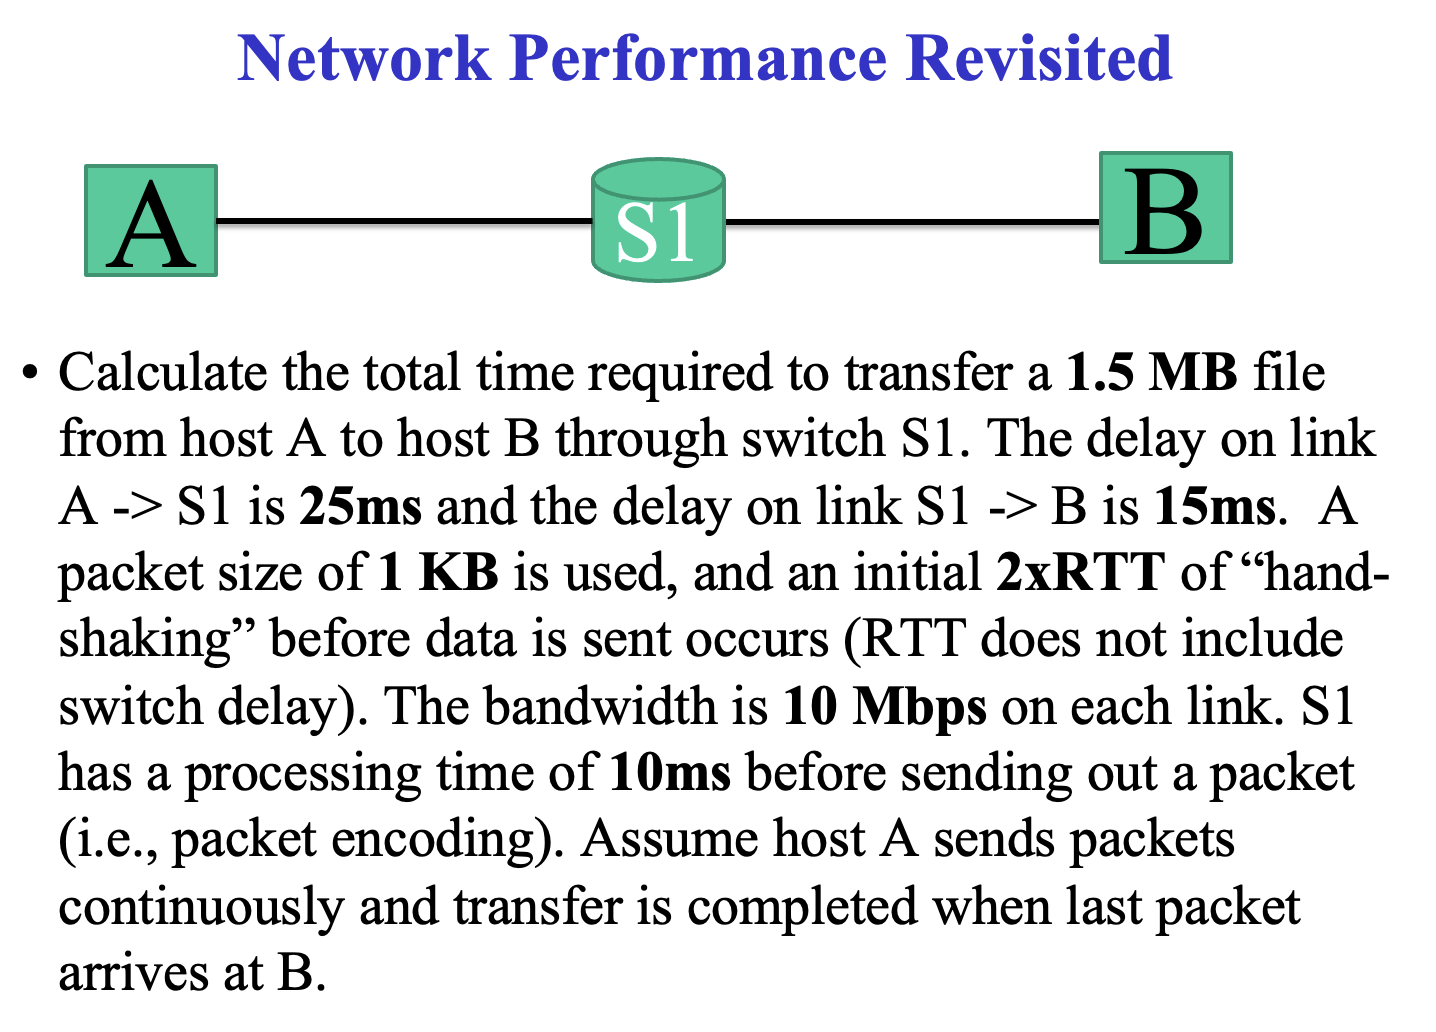 Network Performance Revisited
A
S1
B
• Calculate the total time required to transfer a 1.5 MB file
from host A to host B through switch S1. The delay on link
A -> S1 is 25ms and the delay on link S1 -> B is 15ms. A
packet size of 1 KB is used, and an initial 2xRTT of “hand-
shaking” before data is sent occurs (RTT does not include
switch delay). The bandwidth is 10 Mbps on each link. S1
has a processing time of 10ms before sending out a packet
(i.e., packet encoding). Assume host A sends packets
continuously and transfer is completed when last packet
arrives at B.